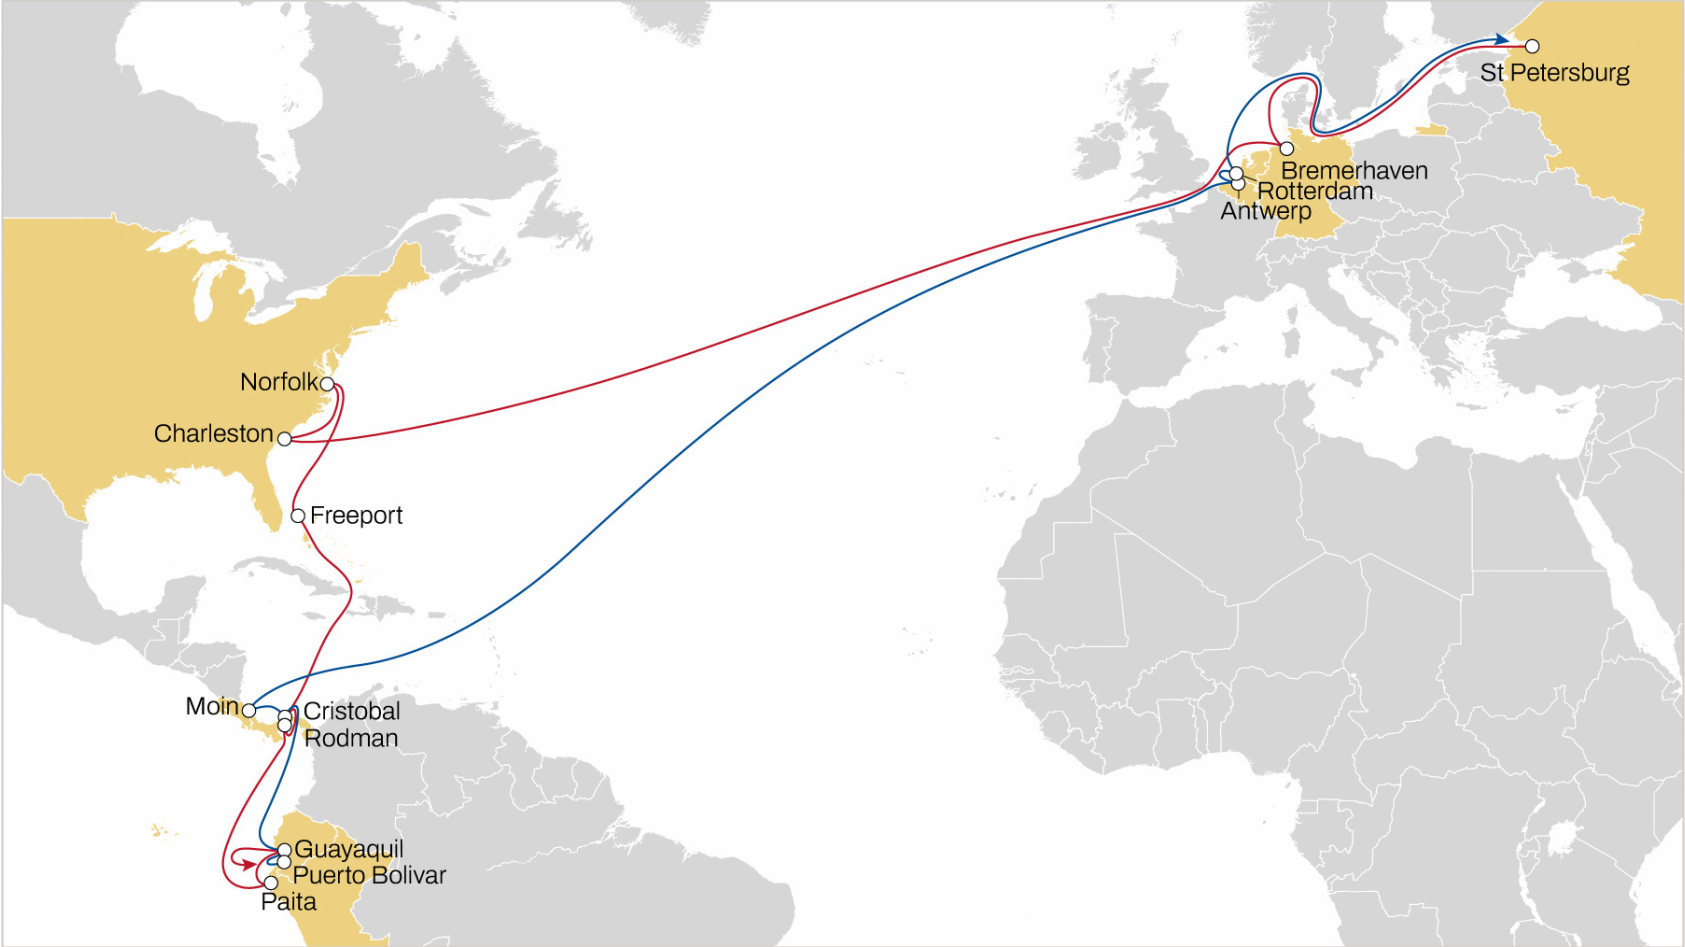 St Petersburg
Bremerhaven
Rotterdam
Antwerp
Norfolk
Charleston
Freeport
Moin
Cristobal
Rodman
Guayaquil
Puerto Bolivar
Paita